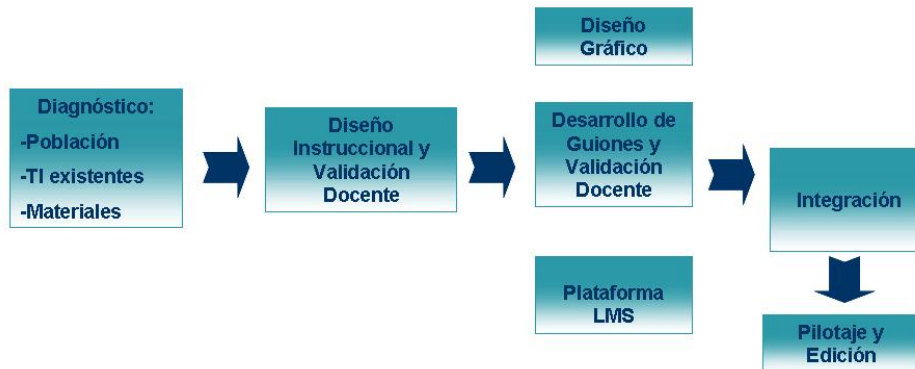 Diagnóstico:
-Población
-TI existentes
-Materiales
Diseño
Instruccional y
Validación
Docente
Diseño
Gráfico
Desarrollo de
Guiones y
Validación
Docente
Plataforma
LMS
Integración
Pilotaje y
Edición